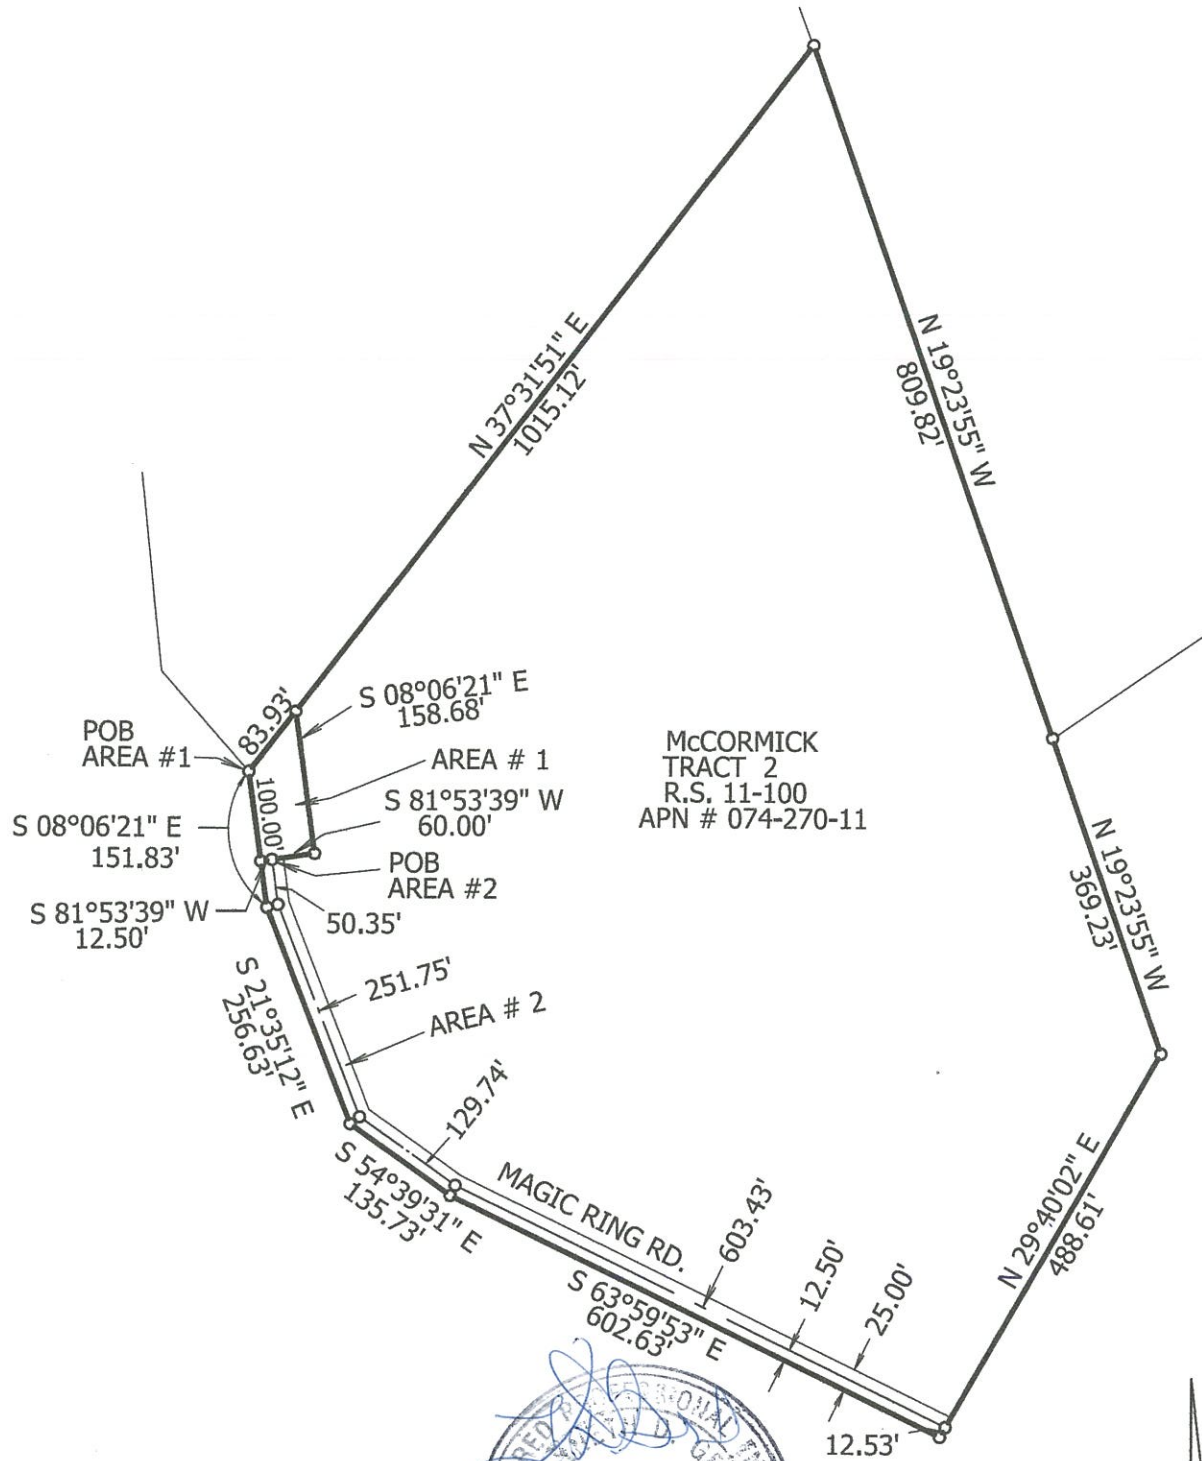 N 37°31'51" E
1015.12'
N 19°23'55" W
809.82'
83.93'
S 08°06'21" E
158.68'
POB
AREA #1
AREA # 1
100.00'
S 81°53'39" W
60.00'
McCORMICK
TRACT 2
R.S. 11-100
APN # 074-270-11
S 08°06'21" E
151.83'
POB
AREA #2
S 81°53'39" W
12.50'
50.35'
N 19°23'55" W
369.23'
S 21°35'12" E
256.63'
251.75'
AREA # 2
129.74'
S 54°39'31" E
135.73'
MAGIC RING RD.
603.43'
12.50'
25.00'
N 29°40'02" E
488.61'
S 63°59'53" E
602.63'
12.53'
PROFESSIONAL